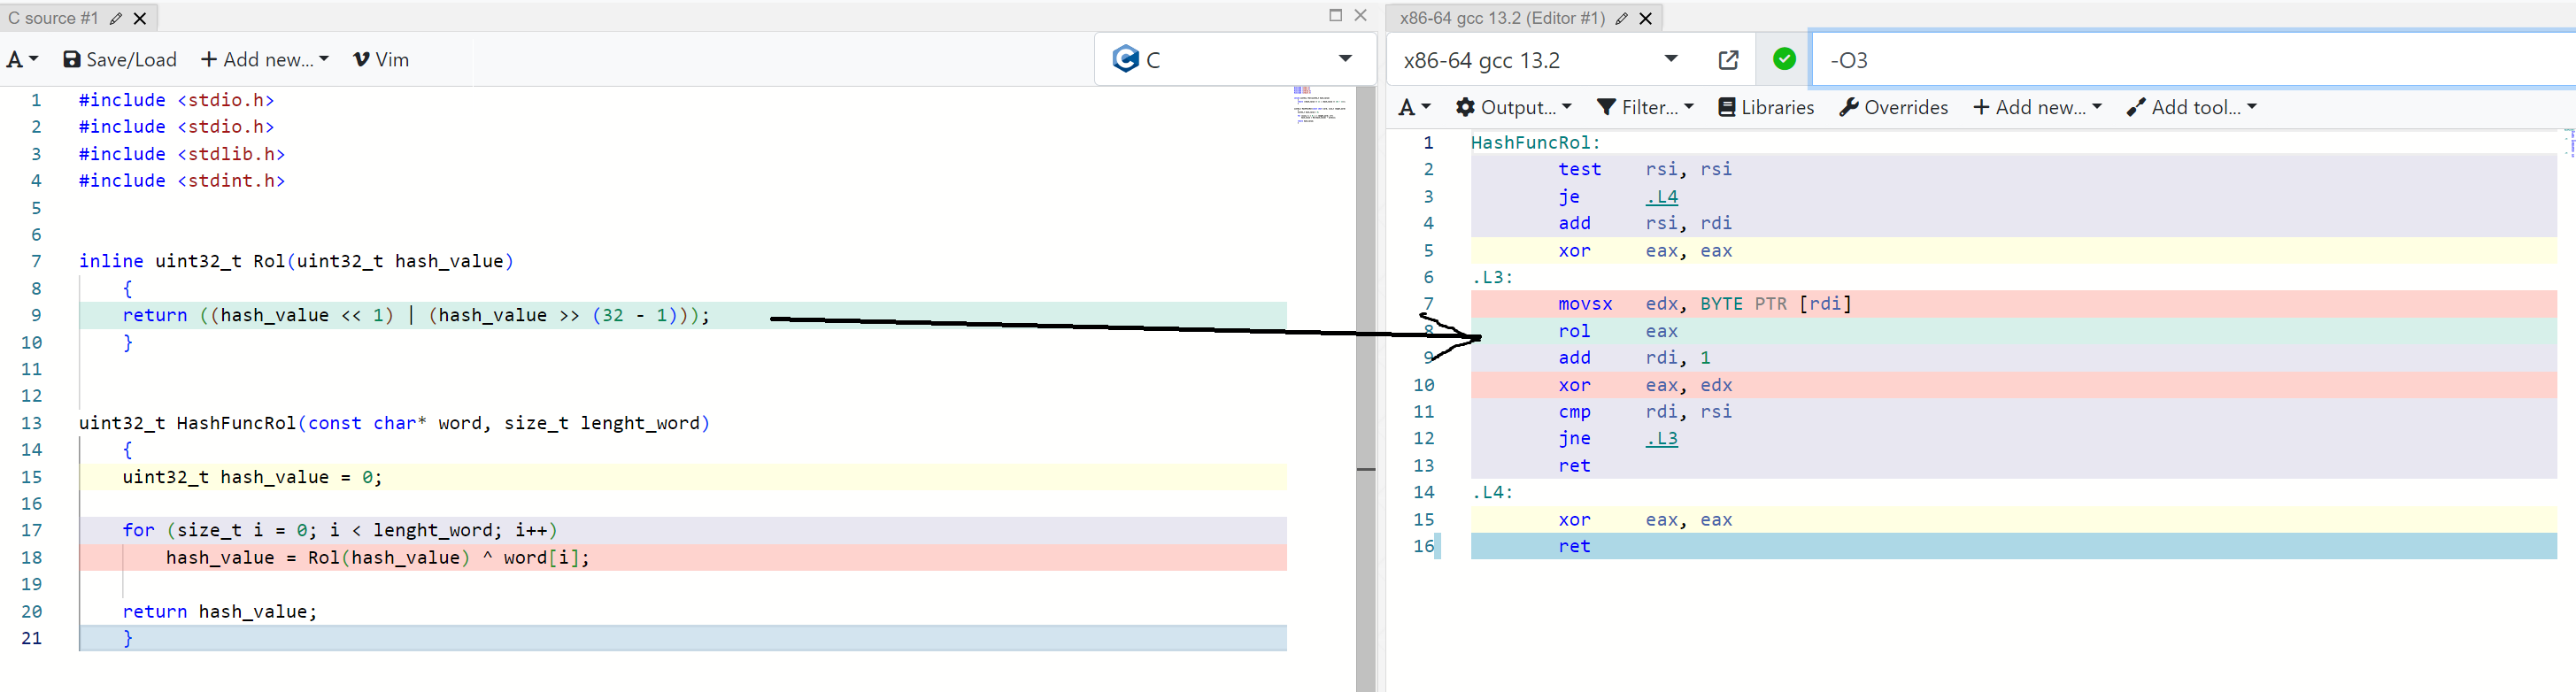 C source #1
A Save/Load + Add new... Vim
C
1 #include <stdio.h>
2 #include <stdio.h>
3 #include <stdlib.h>
4 #include <stdint.h>
5
6
7 inline uint32_t Rol(uint32_t hash_value)
8 {
9 return ((hash_value << 1) | (hash_value >> (32 - 1)));
10 }
11
12
13 uint32_t HashFuncRol(const char* word, size_t lenght_word)
14 {
15 uint32_t hash_value = 0;
16
17 for (size_t i = 0; i < lenght_word; i++)
18 hash_value = Rol(hash_value) ^ word[i];
19
20 return hash_value;
21 }
x86-64 gcc 13.2 (Editor #1)
x86-64 gcc 13.2
-O3
A Output... Filter... Libraries Overrides + Add new... Add tool...
1 HashFuncRol:
2 test rsi, rsi
3 je .L4
4 add rsi, rdi
5 xor eax, eax
6 .L3:
7 movsx edx, BYTE PTR [rdi]
8 rol eax
9 add rdi, 1
10 xor eax, edx
11 cmp rdi, rsi
12 jne .L3
13 ret
14 .L4:
15 xor eax, eax
16 ret